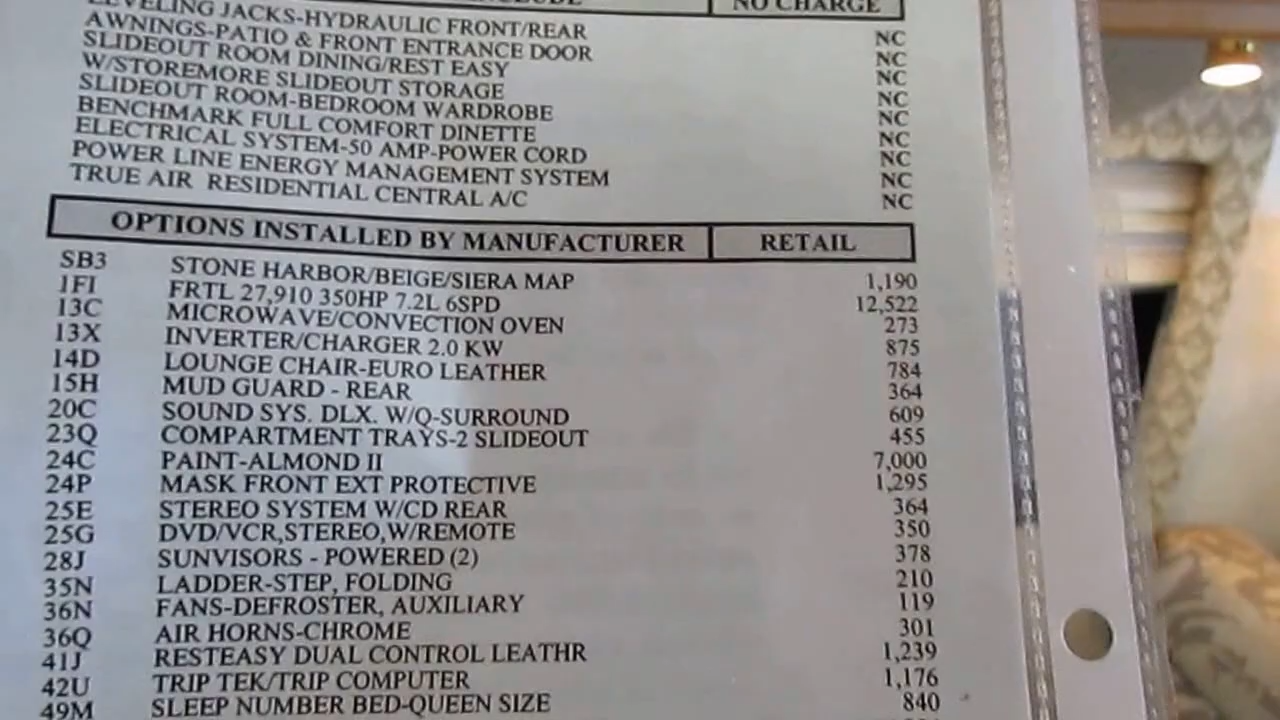 INCLUDE NO CHARGE
LEVELING JACKS-HYDRAULIC FRONT/REAR NC
AWNINGS-PATIO & FRONT ENTRANCE DOOR NC
SLIDEOUT ROOM DINING/REST EASY NC
W/STOREMORE SLIDEOUT STORAGE NC
SLIDEOUT ROOM-BEDROOM WARDROBE NC
BENCHMARK FULL COMFORT DINETTE NC
ELECTRICAL SYSTEM-50 AMP-POWER CORD NC
POWER LINE ENERGY MANAGEMENT SYSTEM NC
TRUE AIR RESIDENTIAL CENTRAL A/C NC
OPTIONS INSTALLED BY MANUFACTURER RETAIL
SB3 STONE HARBOR/BEIGE/SIERA MAP 1,190
1FI FRTL 27,910 350HP 7.2L 6SPD 12,522
13C MICROWAVE/CONVECTION OVEN 273
13X INVERTER/CHARGER 2.0 KW 875
14D LOUNGE CHAIR-EURO LEATHER 784
15H MUD GUARD - REAR 364
20C SOUND SYS. DLX. W/Q-SURROUND 609
23Q COMPARTMENT TRAYS-2 SLIDEOUT 455
24C PAINT-ALMOND II 7,000
24P MASK FRONT EXT PROTECTIVE 1,295
25E STEREO SYSTEM W/CD REAR 364
25G DVD/VCR,STEREO,W/REMOTE 350
28J SUNVISORS - POWERED (2) 378
35N LADDER-STEP, FOLDING 210
36N FANS-DEFROSTER, AUXILIARY 119
36Q AIR HORNS-CHROME 301
41J RESTEASY DUAL CONTROL LEATHR 1,239
42U TRIP TEK/TRIP COMPUTER 1,176
49M SLEEP NUMBER BED-QUEEN SIZE 840